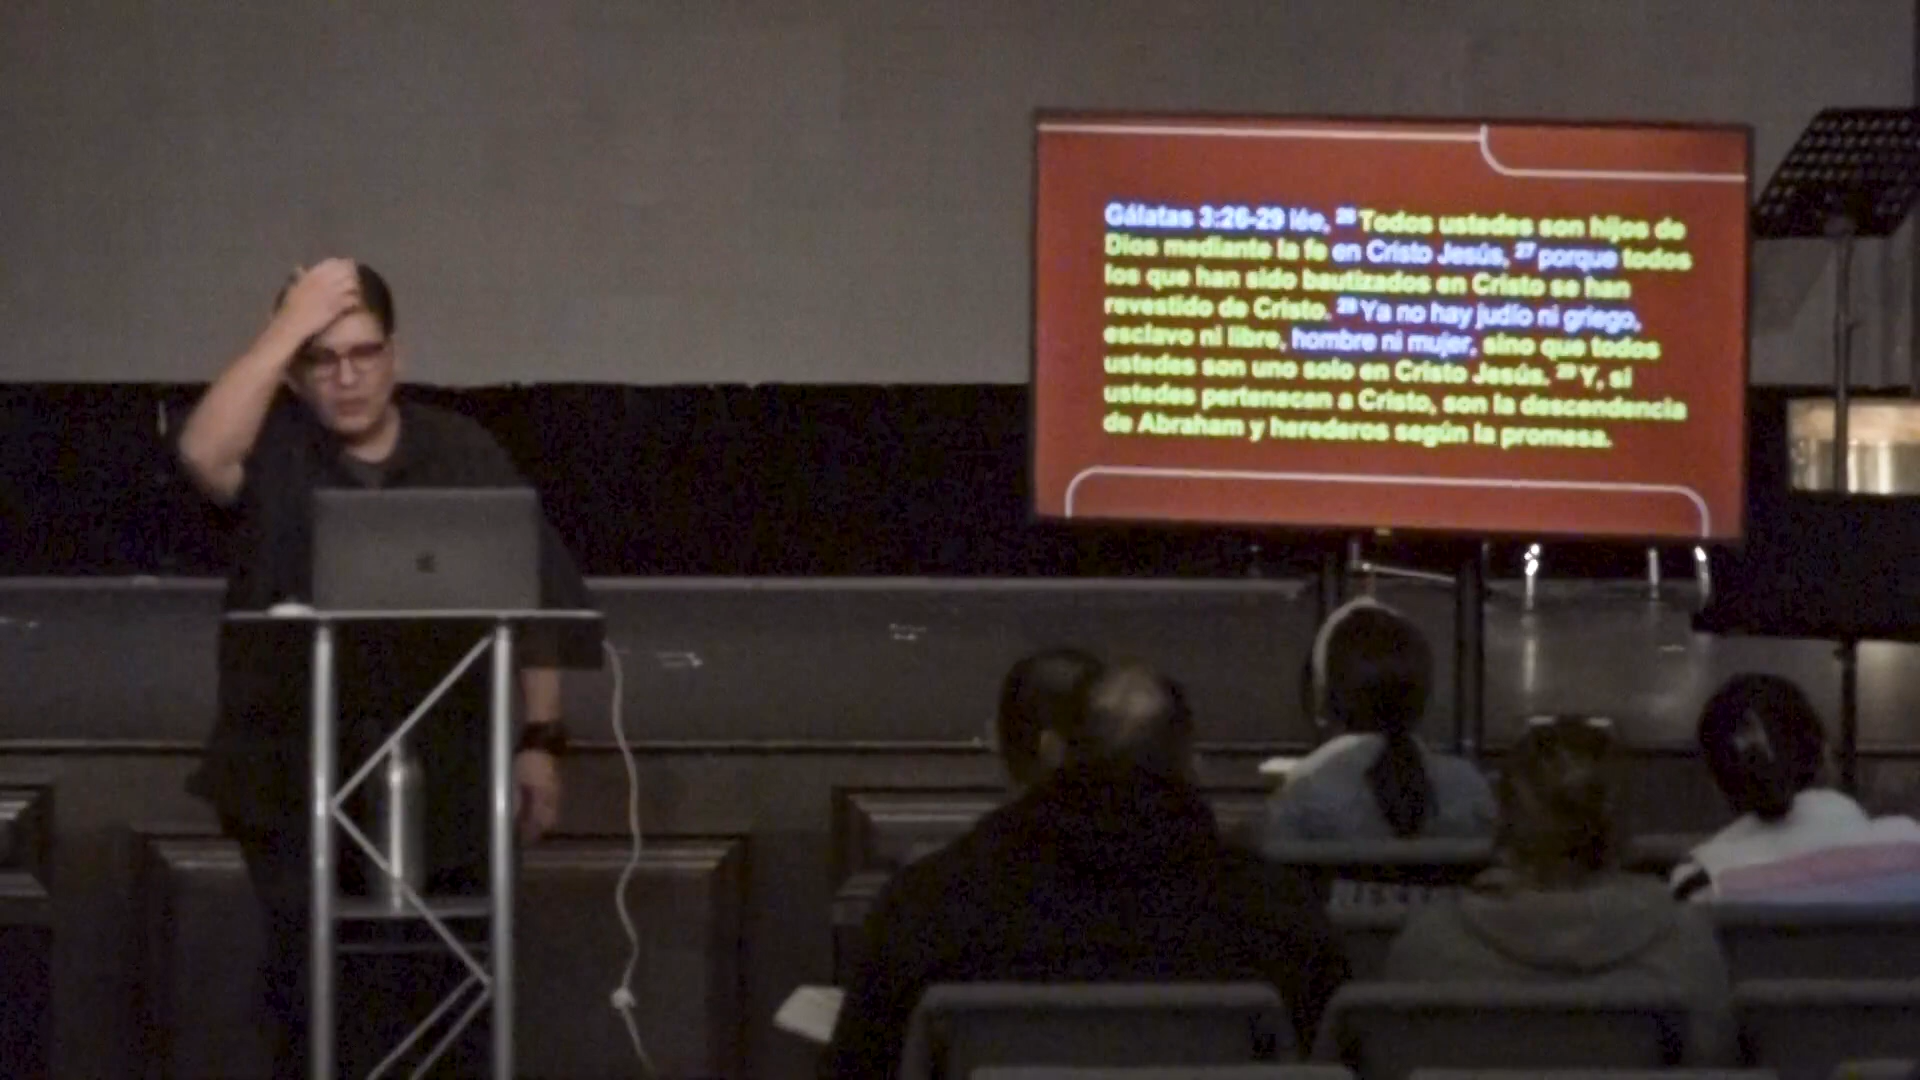 Gálatas 3:26-29 lée, 26 Todos ustedes son hijos de
Dios mediante la fe en Cristo Jesús, 27 porque todos
los que han sido bautizados en Cristo se han
revestido de Cristo. 28 Ya no hay judío ni griego,
esclavo ni libre, hombre ni mujer, sino que todos
ustedes son uno solo en Cristo Jesús. 29 Y, si
ustedes pertenecen a Cristo, son la descendencia
de Abraham y herederos según la promesa.